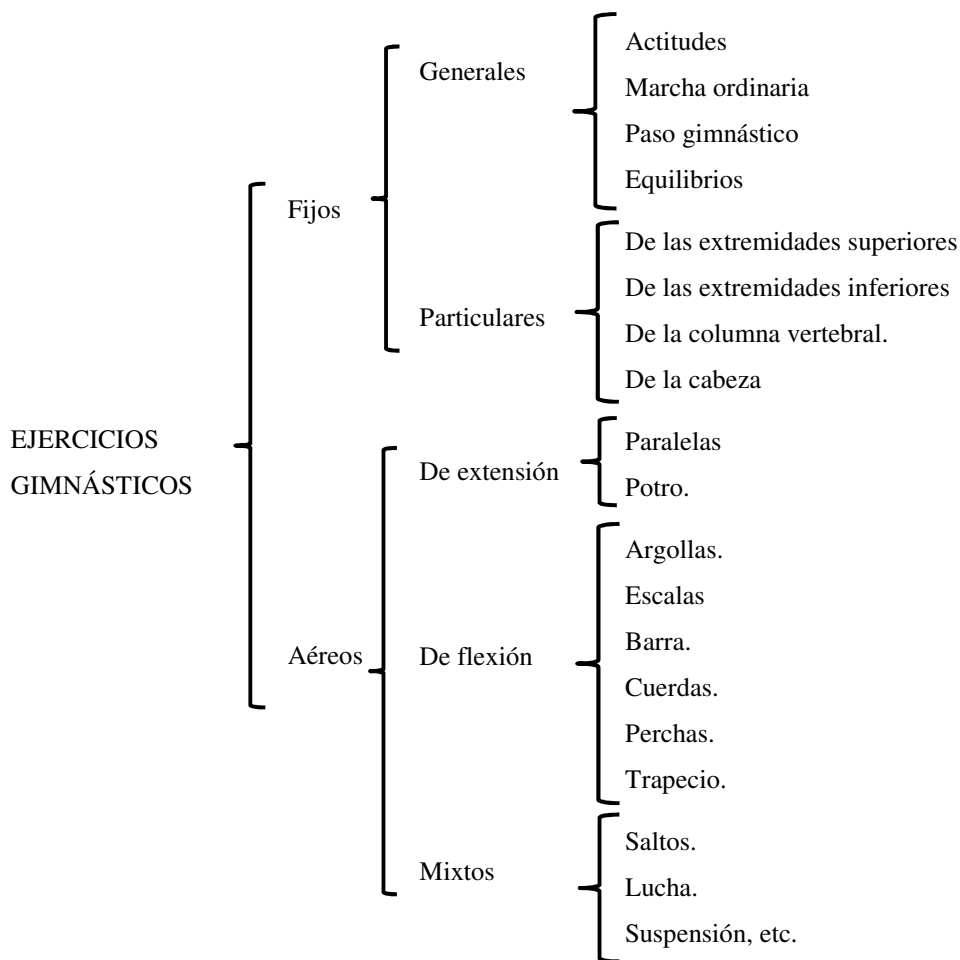 EJERCICIOS
GIMNÁSTICOS
Fijos
Generales
Actitudes
Marcha ordinaria
Paso gimnástico
Equilibrios
Particulares
De las extremidades superiores
De las extremidades inferiores
De la columna vertebral.
De la cabeza
Aéreos
De extensión
Paralelas
Potro.
De flexión
Argollas.
Escalas
Barra.
Cuerdas.
Perchas.
Trapecio.
Mixtos
Saltos.
Lucha.
Suspensión, etc.